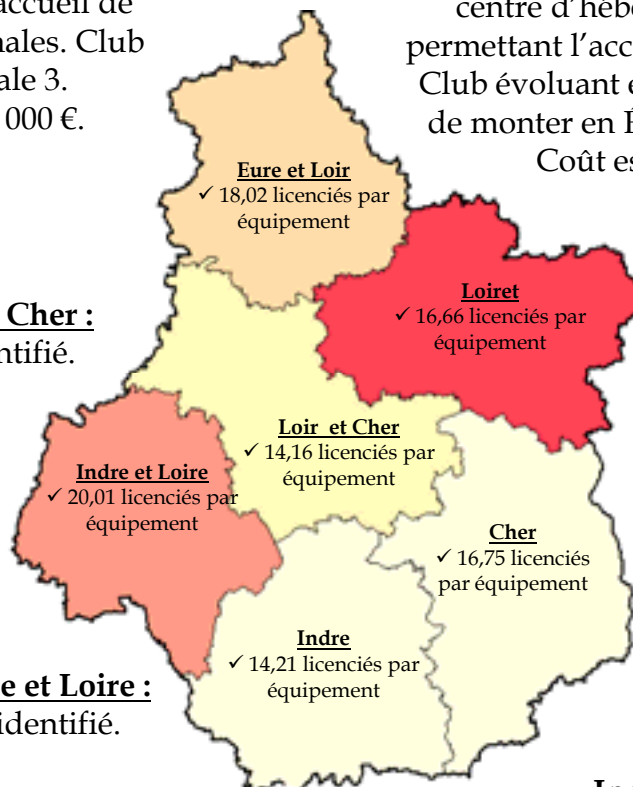 accueil de
nales. Club
ale 3.
000 €.
centre d'hébe
permettant l'acc
Club évoluant e
de monter en É
Coût es
Eure et Loir
✓ 18,02 licenciés par
équipement
Loiret
✓ 16,66 licenciés par
équipement
Cher :
ntifié.
Loir et Cher
✓ 14,16 licenciés par
équipement
Indre et Loire
✓ 20,01 licenciés par
équipement
Cher
✓ 16,75 licenciés
par équipement
Indre
✓ 14,21 licenciés par
équipement
e et Loire :
identifié.